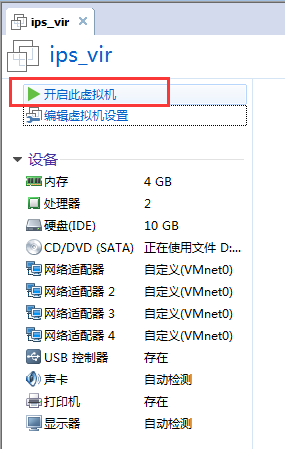 ips_vir
ips_vir
开启此虚拟机
编辑虚拟机设置
设备
内存 4 GB
处理器 2
硬盘(IDE) 10 GB
CD/DVD (SATA) 正在使用文件 D:...
网络适配器 自定义(VMnet0)
网络适配器 2 自定义(VMnet0)
网络适配器 3 自定义(VMnet0)
网络适配器 4 自定义(VMnet0)
USB 控制器 存在
声卡 自动检测
打印机 存在
显示器 自动检测